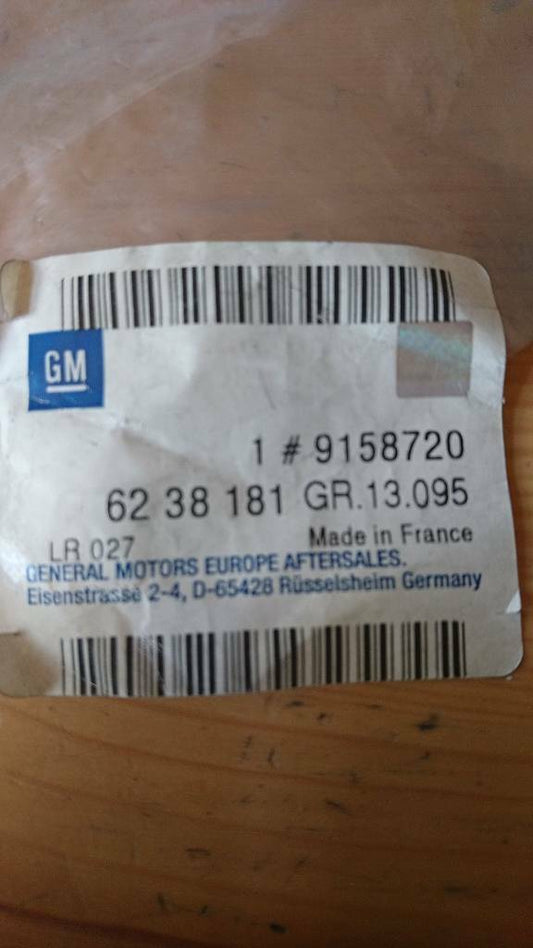 GM
1 # 9158720
62 38 181 GR.13.095
LR 027 Made in France
GENERAL MOTORS EUROPE AFTERSALES.
Eisenstrasse 2-4, D-65428 Rüsselsheim Germany